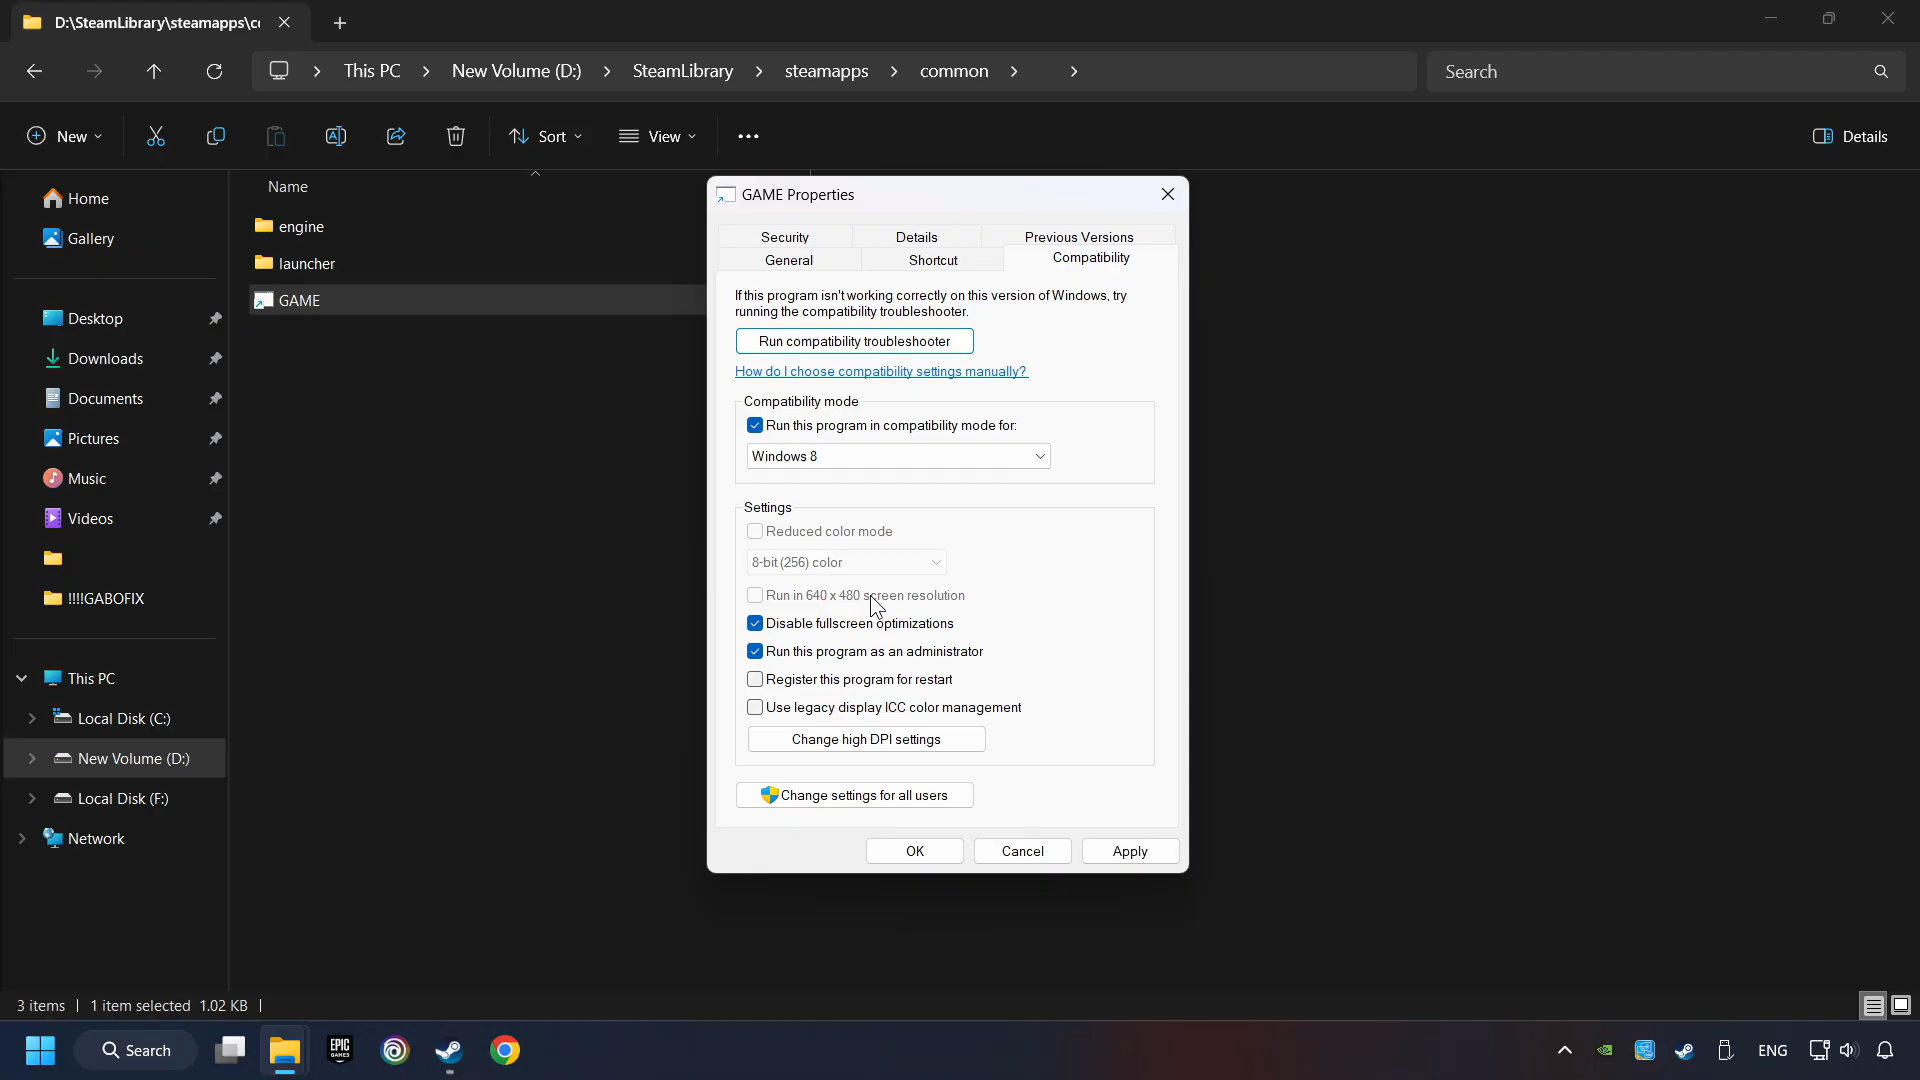 D:\SteamLibrary\steamapps\cc
This PC
New Volume (D:)
SteamLibrary
steamapps
common
Search
New
Sort
View
Details
Name
engine
launcher
GAME
Home
Gallery
Desktop
Downloads
Documents
Pictures
Music
Videos
!!!!GABOFIX
This PC
Local Disk (C:)
New Volume (D:)
Local Disk (F:)
Network
GAME Properties
Security
Details
Previous Versions
General
Shortcut
Compatibility
If this program isn't working correctly on this version of Windows, try
running the compatibility troubleshooter.
Run compatibility troubleshooter
How do I choose compatibility settings manually?
Compatibility mode
Run this program in compatibility mode for:
Windows 8
Settings
Reduced color mode
8-bit (256) color
Run in 640 x 480 screen resolution
Disable fullscreen optimizations
Run this program as an administrator
Register this program for restart
Use legacy display ICC color management
Change high DPI settings
Change settings for all users
OK
Cancel
Apply
3 items
1 item selected 1.02 KB
Search
EPIC
GAMES
ENG